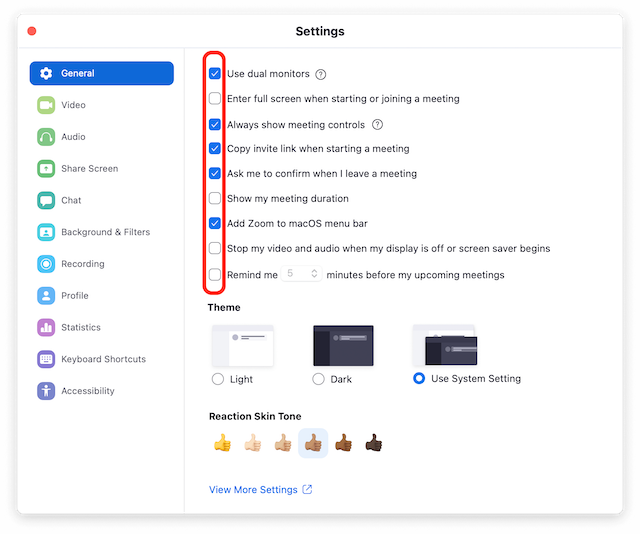 Settings
General
Video
Audio
Share Screen
Chat
Background & Filters
Recording
Profile
Statistics
Keyboard Shortcuts
Accessibility
Use dual monitors ?
Enter full screen when starting or joining a meeting
Always show meeting controls ?
Copy invite link when starting a meeting
Ask me to confirm when I leave a meeting
Show my meeting duration
Add Zoom to macOS menu bar
Stop my video and audio when my display is off or screen saver begins
Remind me 5 minutes before my upcoming meetings
Theme
Light Dark Use System Setting
Reaction Skin Tone
View More Settings